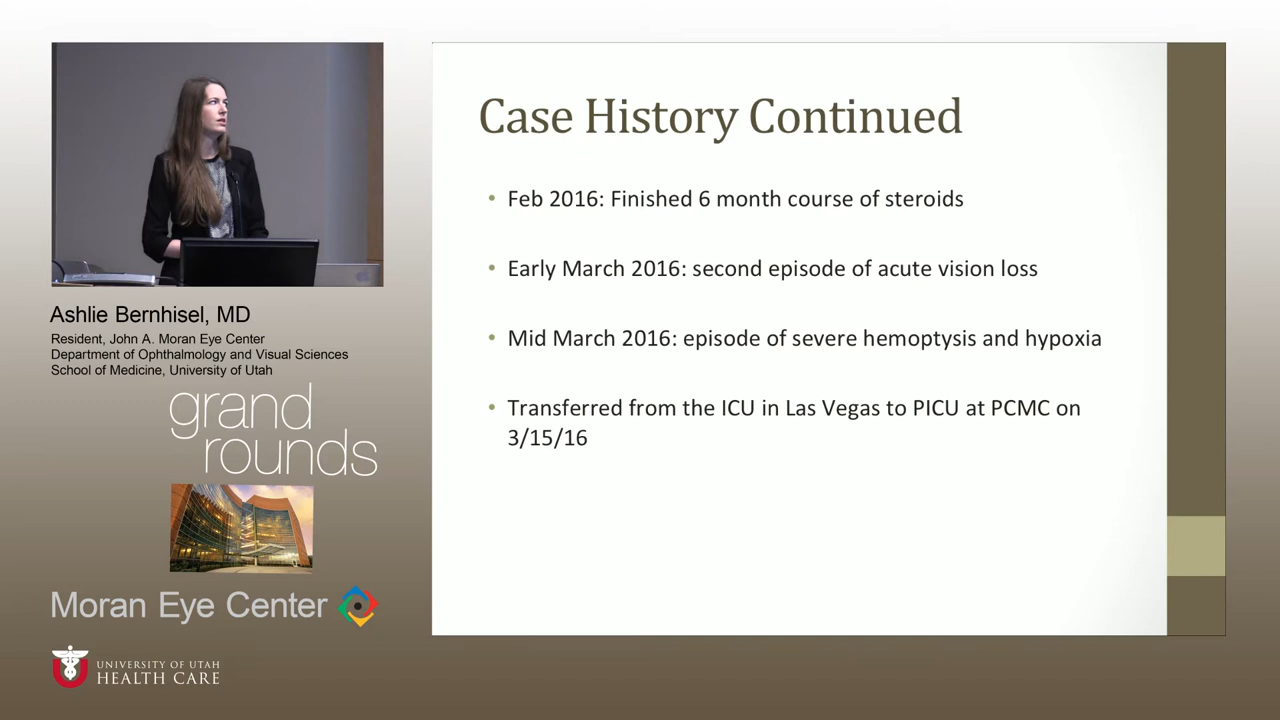 Case History Continued
• Feb 2016: Finished 6 month course of steroids
• Early March 2016: second episode of acute vision loss
• Mid March 2016: episode of severe hemoptysis and hypoxia
• Transferred from the ICU in Las Vegas to PICU at PCMC on
3/15/16
Ashlie Bernhisel, MD
Resident, John A. Moran Eye Center
Department of Ophthalmology and Visual Sciences
School of Medicine, University of Utah
grand
rounds
Moran Eye Center
U
UNIVERSITY OF UTAH
HEALTH CARE